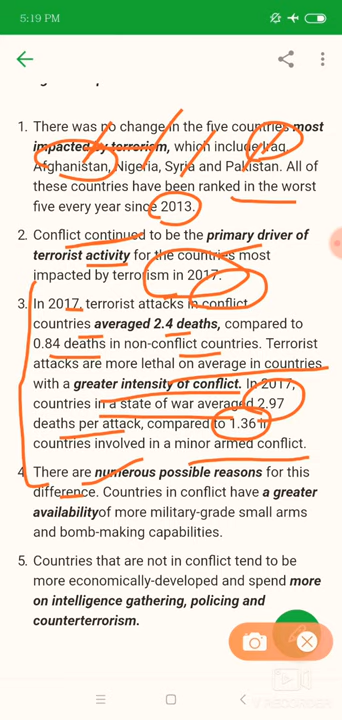 5:19 PM
1. There was no change in the five countries most
impacted by terrorism, which include Iraq,
Afghanistan, Nigeria, Syria and Pakistan. All of
these countries have been ranked in the worst
five every year since 2013.
2. Conflict continued to be the primary driver of
terrorist activity for the countries most
impacted by terrorism in 2017.
3. In 2017, terrorist attacks in conflict
countries averaged 2.4 deaths, compared to
0.84 deaths in non-conflict countries. Terrorist
attacks are more lethal on average in countries
with a greater intensity of conflict. In 2017,
countries in a state of war averaged 2.97
deaths per attack, compared to 1.36 in
countries involved in a minor armed conflict.
4. There are numerous possible reasons for this
difference. Countries in conflict have a greater
availabilityof more military-grade small arms
and bomb-making capabilities.
5. Countries that are not in conflict tend to be
more economically-developed and spend more
on intelligence gathering, policing and
counterterrorism.